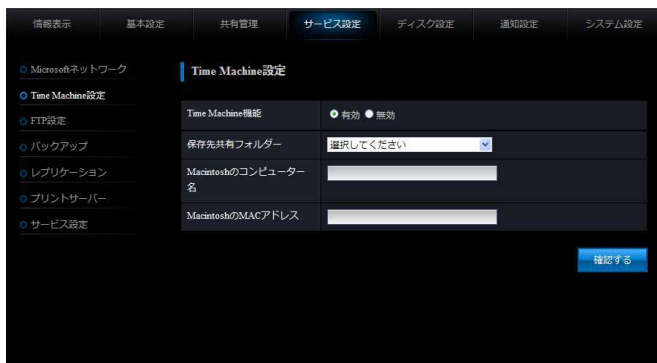 情報表示 基本設定 共有管理 サービス設定 ディスク設定 通知設定 システム設定
Microsoftネットワーク
Time Machine設定
FTP設定
バックアップ
レプリケーション
プリントサーバー
サービス設定
Time Machine設定
Time Machine機能 有効 無効
保存先共有フォルダー 選択してください
Macintoshのコンピューター
名
MacintoshのMACアドレス
確認する